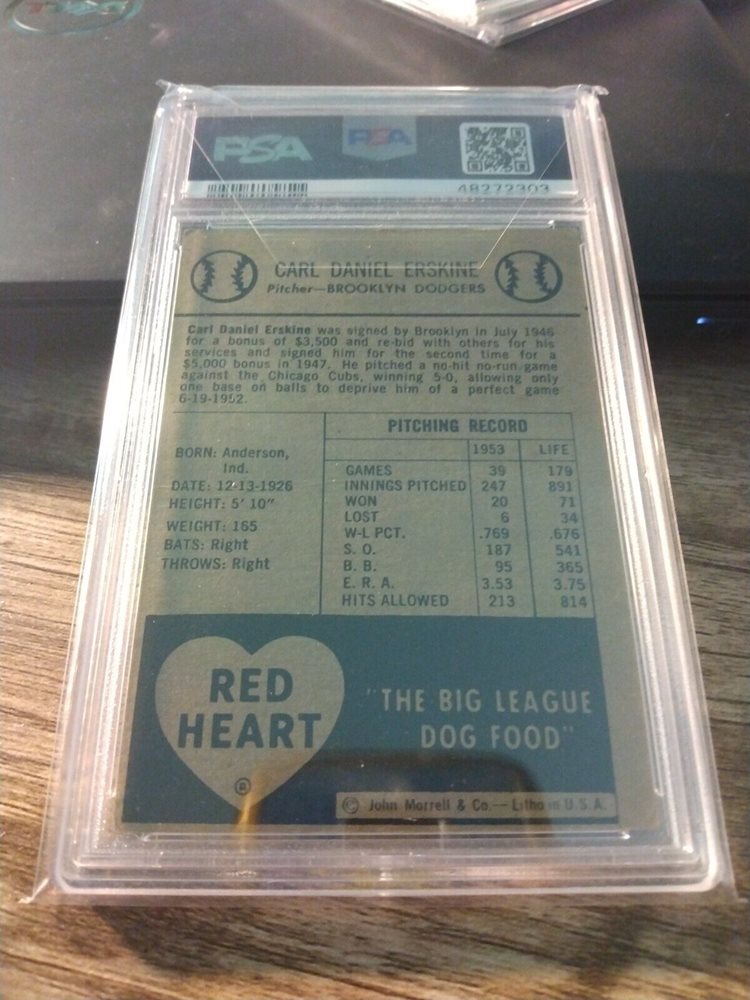 PSA PSA
48272303
CARL DANIEL ERSKINE
Pitcher—BROOKLYN DODGERS
Carl Daniel Erskine was signed by Brooklyn in July 1946
for a bonus of $3,500 and re-bid with others for his
services and signed him for the second time for a
$5,000 bonus in 1947. He pitched a no-hit no-run game
against the Chicago Cubs, winning 5-0, allowing only
one base on balls to deprive him of a perfect game
6-19-1952.
BORN: Anderson,
Ind.
DATE: 12-13-1926
HEIGHT: 5' 10"
WEIGHT: 165
BATS: Right
THROWS: Right
PITCHING RECORD
1953 LIFE
GAMES 39 179
INNINGS PITCHED 247 891
WON 20 71
LOST 6 34
W-L PCT. .769 .676
S. O. 187 541
B. B. 95 365
E. R. A. 3.53 3.75
HITS ALLOWED 213 814
RED
HEART
®
"THE BIG LEAGUE
DOG FOOD"
© John Morrell & Co.—Litho in U.S.A.